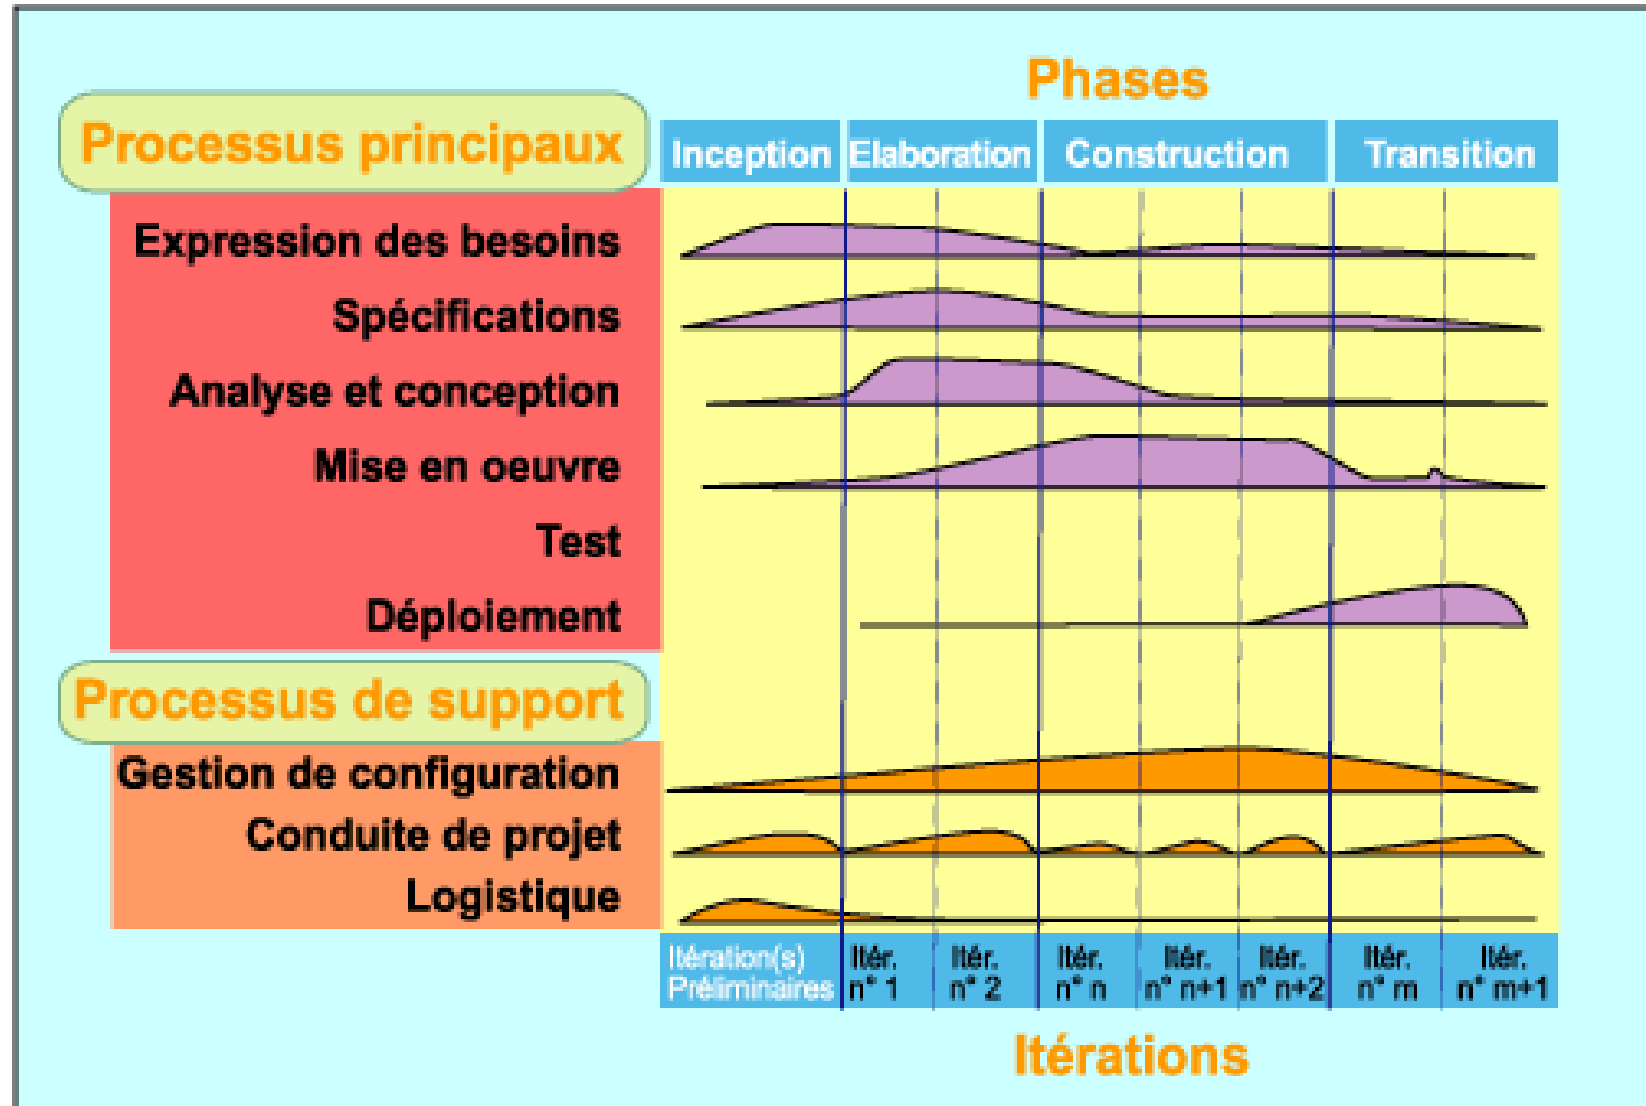 Phases
Processus principaux
Inception Elaboration Construction Transition
Expression des besoins
Spécifications
Analyse et conception
Mise en oeuvre
Test
Déploiement
Processus de support
Gestion de configuration
Conduite de projet
Logistique
Itération(s)
Préliminaires
Itér.
n° 1
Itér.
n° 2
Itér.
n° n
Itér.
n° n+1
Itér.
n° n+2
Itér.
n° m
Itér.
n° m+1
Itérations